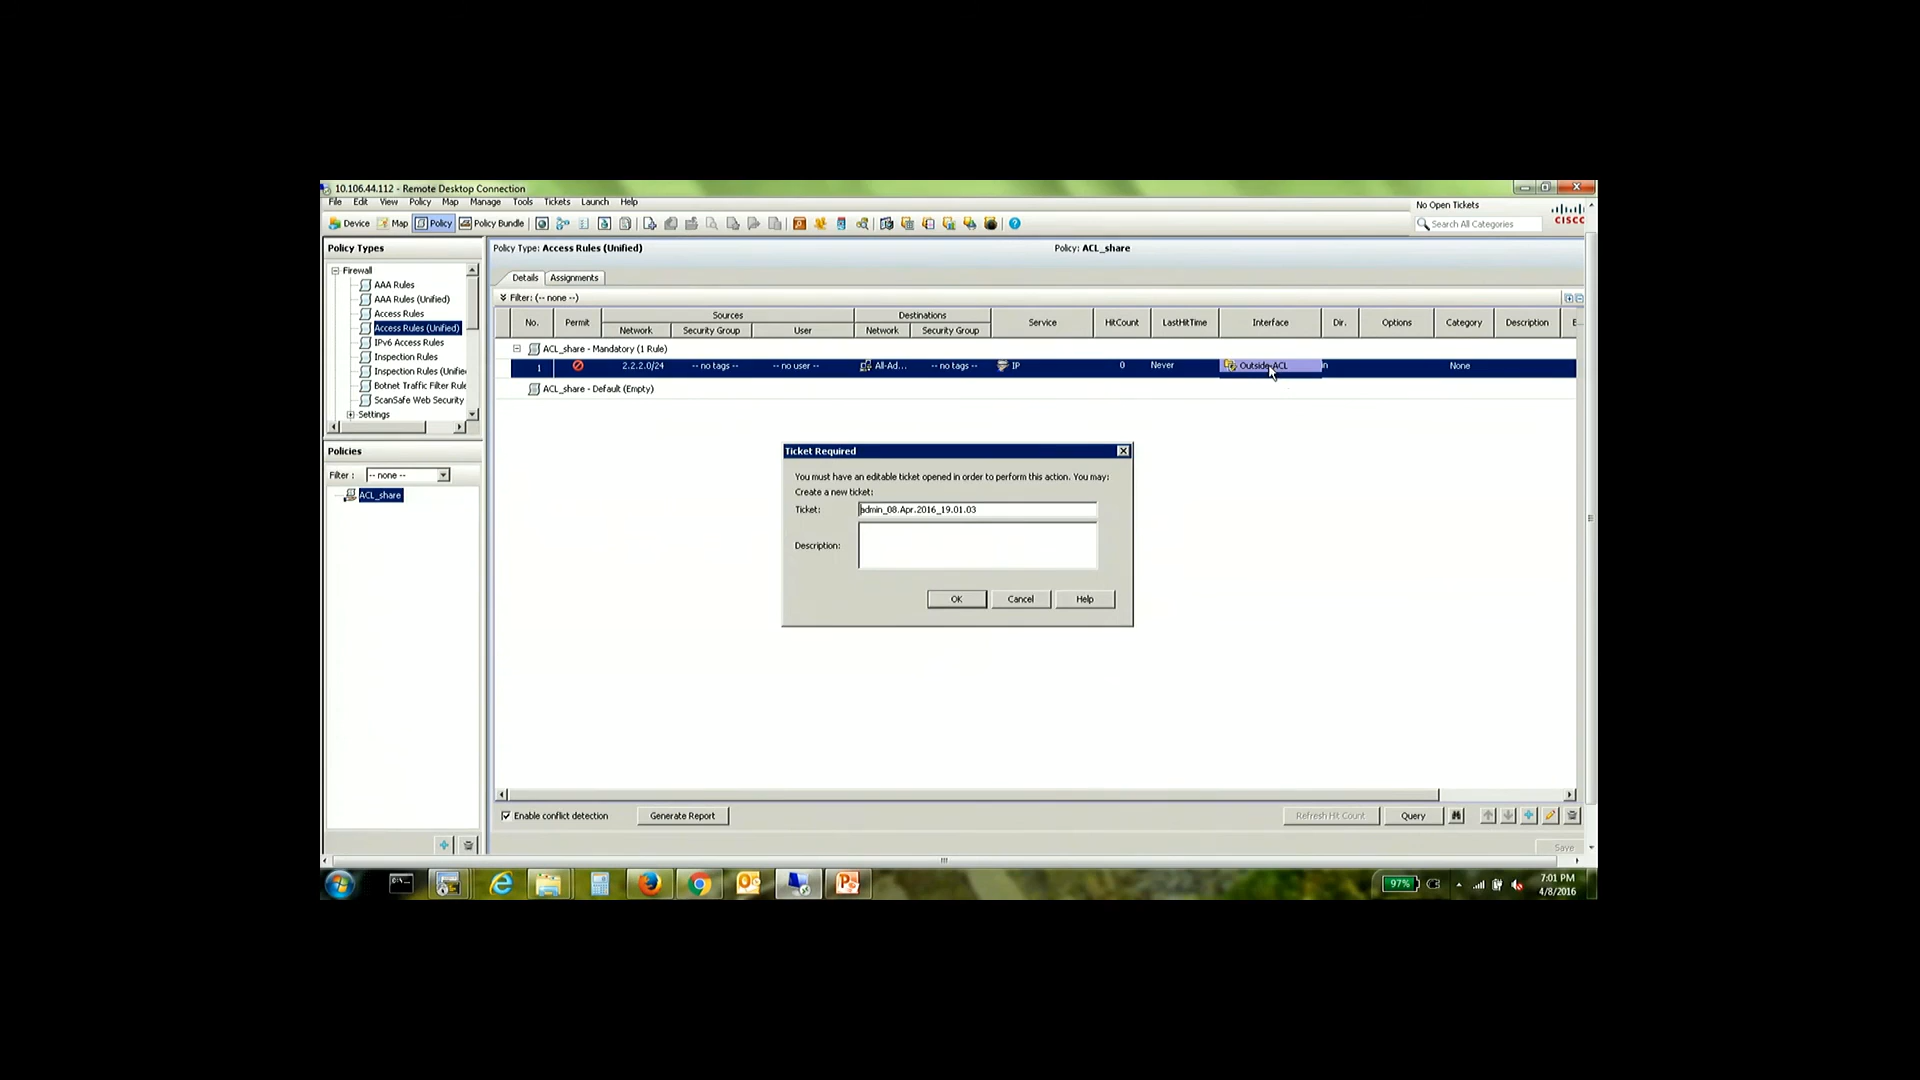 10.106.44.112 - Remote Desktop Connection
File Edit View Policy Map Manage Tools Tickets Launch Help
No Open Tickets
Device Map Policy Policy Bundle
Search All Categories
CISCO
Policy Types
Firewall
AAA Rules
AAA Rules (Unified)
Access Rules
Access Rules (Unified)
IPv6 Access Rules
Inspection Rules
Inspection Rules (Unifie
Botnet Traffic Filter Rule
ScanSafe Web Security
Settings
Policies
Filter : -- none --
ACL_share
Policy Type: Access Rules (Unified)
Policy: ACL_share
Details Assignments
Filter: (-- none --)
No. Permit Sources Destinations Service HitCount LastHitTime Interface Dir. Options Category Description E...
Network Security Group User Network Security Group
ACL_share - Mandatory (1 Rule)
1 2.2.2.0/24 -- no tags -- -- no user -- All-Ad... -- no tags -- IP 0 Never Outside-ACL in None
ACL_share - Default (Empty)
Ticket Required
You must have an editable ticket opened in order to perform this action. You may:
Create a new ticket:
Ticket: admin_08.Apr.2016_19.01.03
Description:
OK Cancel Help
Enable conflict detection Generate Report Refresh Hit Count Query
Save
97%
7:01 PM
4/8/2016